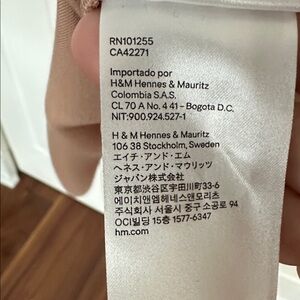 RN101255
CA42271
Importado por
H&M Hennes & Mauritz
Colombia S.A.S.
CL 70 A No. 4 41 - Bogota D.C.
NIT:900.924.527-1
H & M Hennes & Mauritz
106 38 Stockholm, Sweden
エイチ・アンド・エム
ヘネス・アンド・マウリッツ
ジャパン株式会社
東京都渋谷区宇田川町33-6
에이치앤엠헤네스앤모리츠
주식회사 서울시 중구 소공로 94
OCI빌딩 15층 1577-6347
hm.com